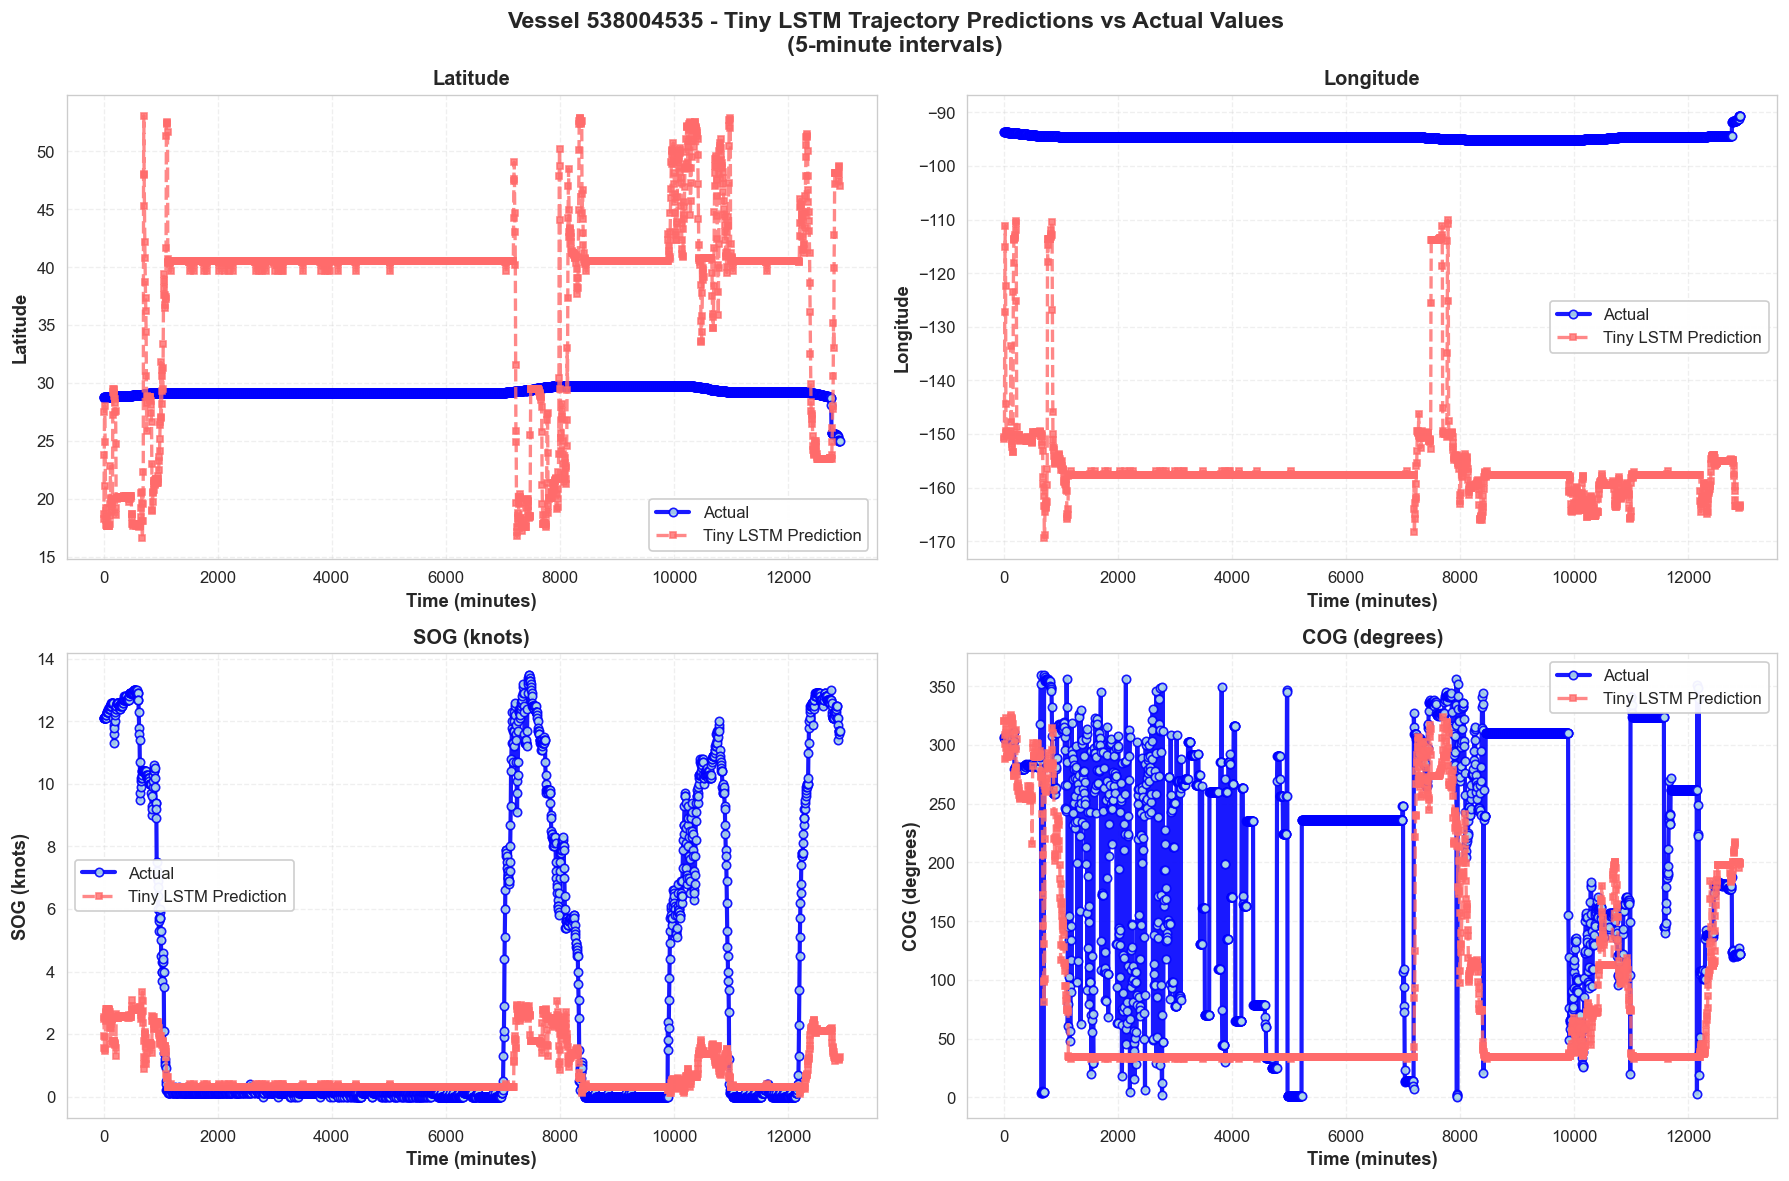 Vessel 538004535 - Tiny LSTM Trajectory Predictions vs Actual Values
(5-minute intervals)
Latitude
Latitude
50
45
40
35
30
25
20
15
0 2000 4000 6000 8000 10000 12000
Time (minutes)
Actual
Tiny LSTM Prediction
Longitude
Longitude
−90
−100
−110
−120
−130
−140
−150
−160
−170
0 2000 4000 6000 8000 10000 12000
Time (minutes)
Actual
Tiny LSTM Prediction
SOG (knots)
SOG (knots)
14
12
10
8
6
4
2
0
0 2000 4000 6000 8000 10000 12000
Time (minutes)
Actual
Tiny LSTM Prediction
COG (degrees)
COG (degrees)
350
300
250
200
150
100
50
0
0 2000 4000 6000 8000 10000 12000
Time (minutes)
Actual
Tiny LSTM Prediction